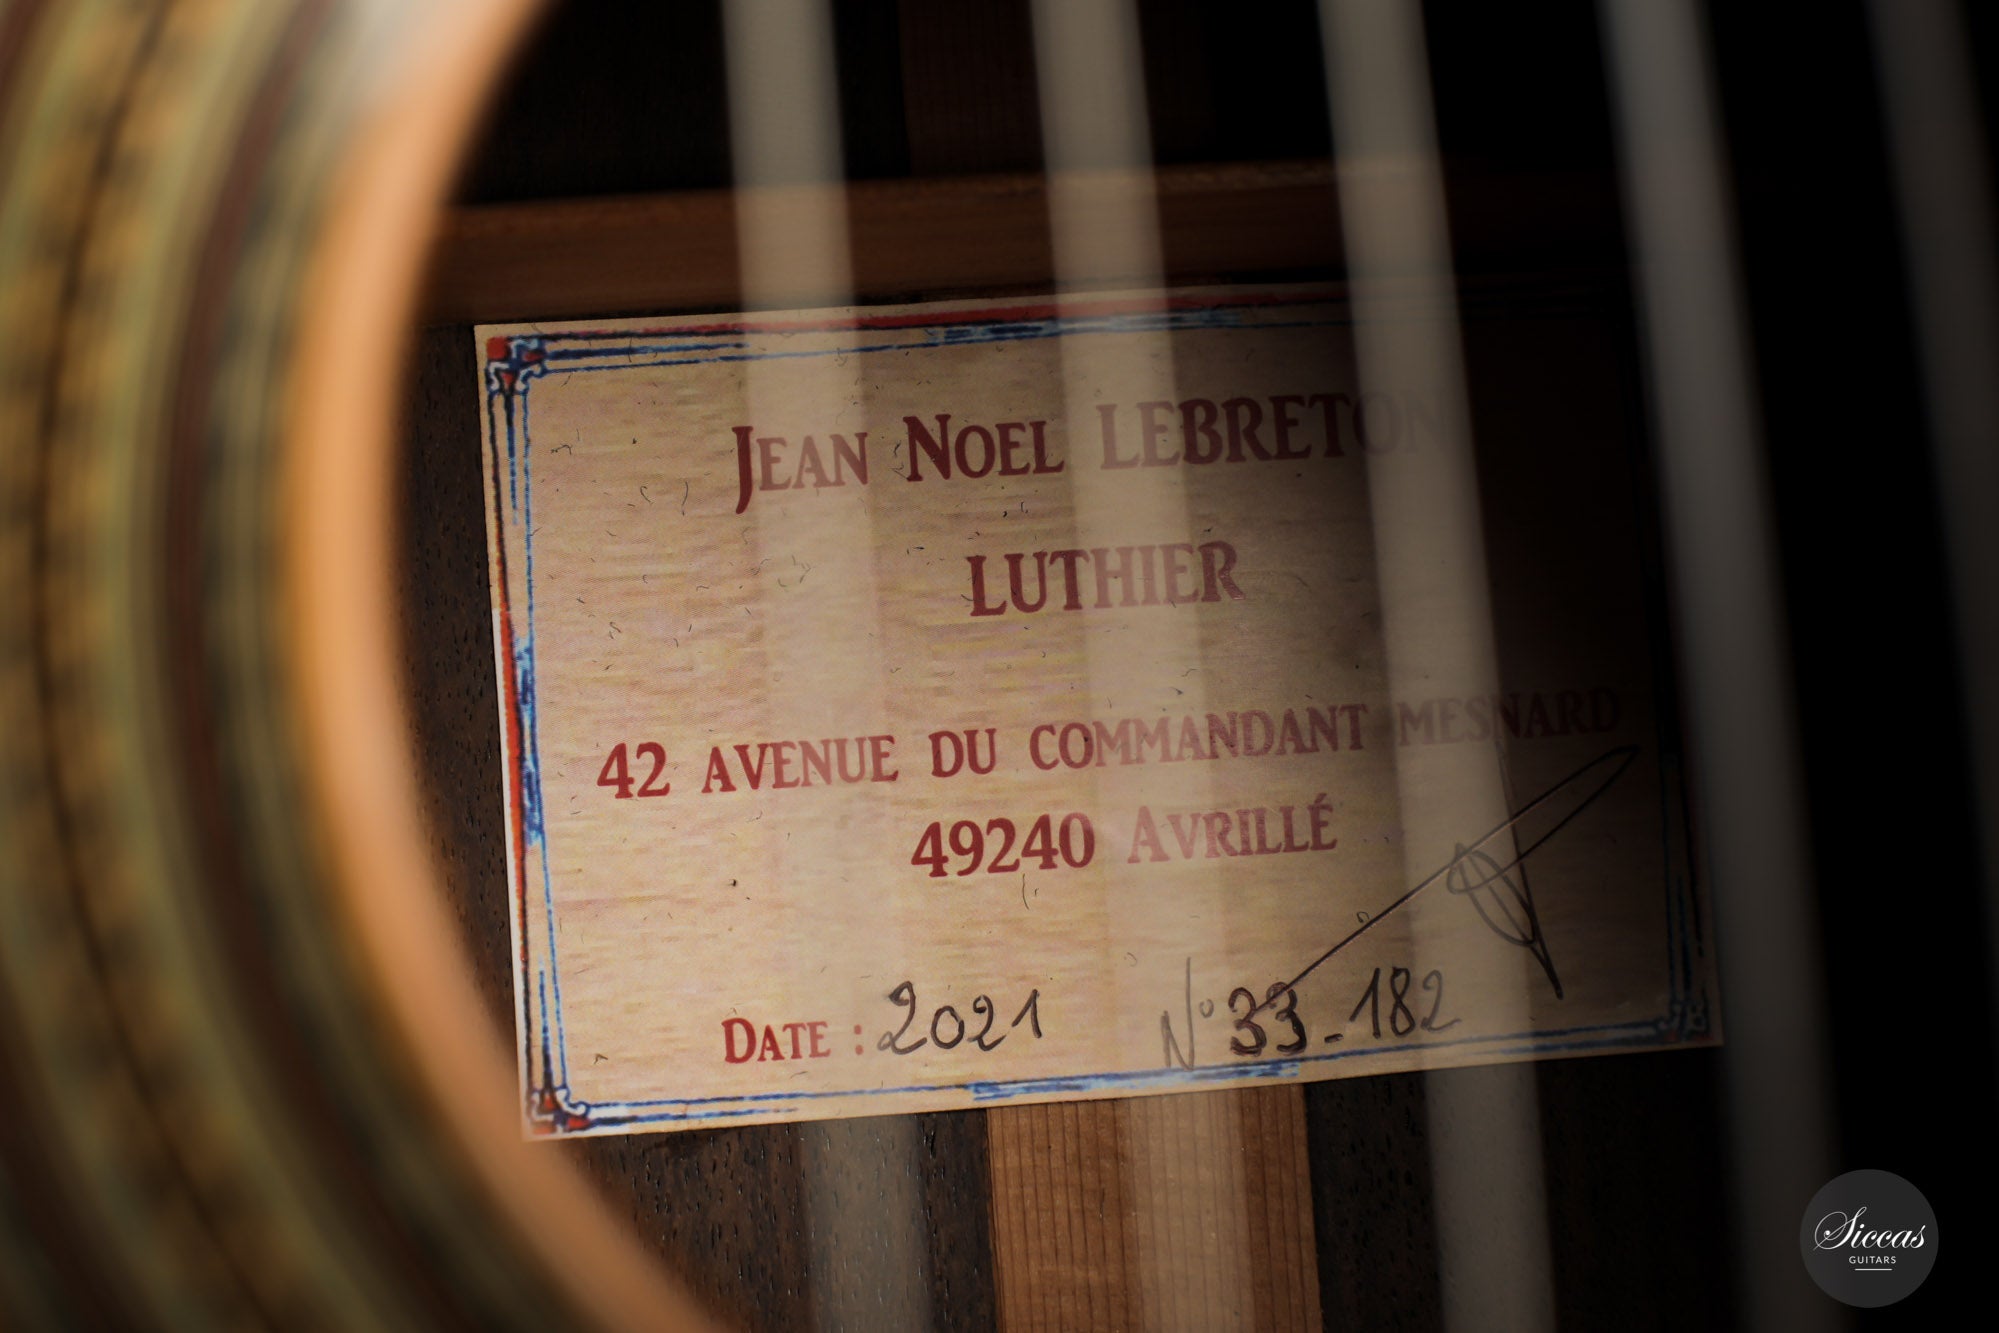 JEAN NOEL LEBRETON
LUTHIER
42 AVENUE DU COMMANDANT MESNARD
49240 AVRILLÉ
DATE : 2021 N° 33-182
Siccas
GUITARS